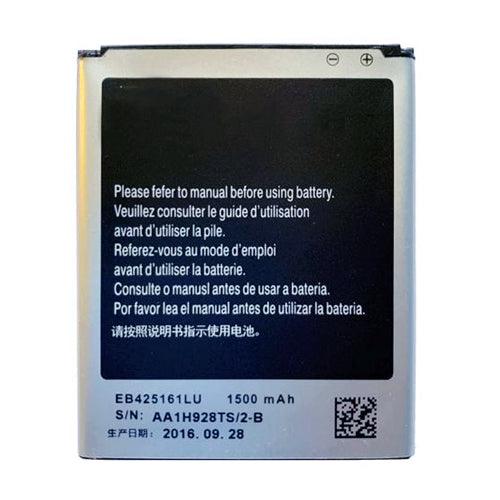 ⊖ ⊕
Please fefer to manual before using battery.
Veuillez consulter le guide d'utilisation
avant d'utiliser la pile.
Referez-vous au mode d'emploi
avant d'utiliser la batterie.
Consulte o manusl antes de usar a bateria.
Por favor lea el manual antes de utilizar la bateria.
请按照说明书指示使用电池。
EB425161LU 1500 mAh
S/N: AA1H928TS/2-B
生产日期: 2016. 09. 28